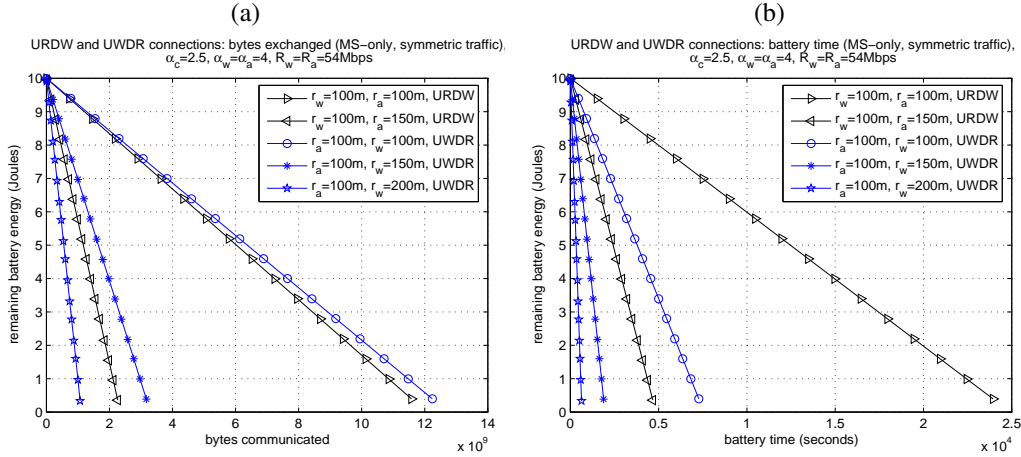 (a)
URDW and UWDR connections: bytes exchanged (MS-only, symmetric traffic),
α_c=2.5, α_w=α_a=4, R_w=R_a=54Mbps
remaining battery energy (Joules)
10
9
8
7
6
5
4
3
2
1
0
r_w=100m, r_a=100m, URDW
r_w=100m, r_a=150m, URDW
r_a=100m, r_w=100m, UWDR
r_a=100m, r_w=150m, UWDR
r_a=100m, r_w=200m, UWDR
0 2 4 6 8 10 12 14
x 10^9
bytes communicated
(b)
URDW and UWDR connections: battery time (MS-only, symmetric traffic),
α_c=2.5, α_w=α_a=4, R_w=R_a=54Mbps
remaining battery energy (Joules)
10
9
8
7
6
5
4
3
2
1
0
r_w=100m, r_a=100m, URDW
r_w=100m, r_a=150m, URDW
r_a=100m, r_w=100m, UWDR
r_a=100m, r_w=150m, UWDR
r_a=100m, r_w=200m, UWDR
0 0.5 1 1.5 2 2.5
x 10^4
battery time (seconds)